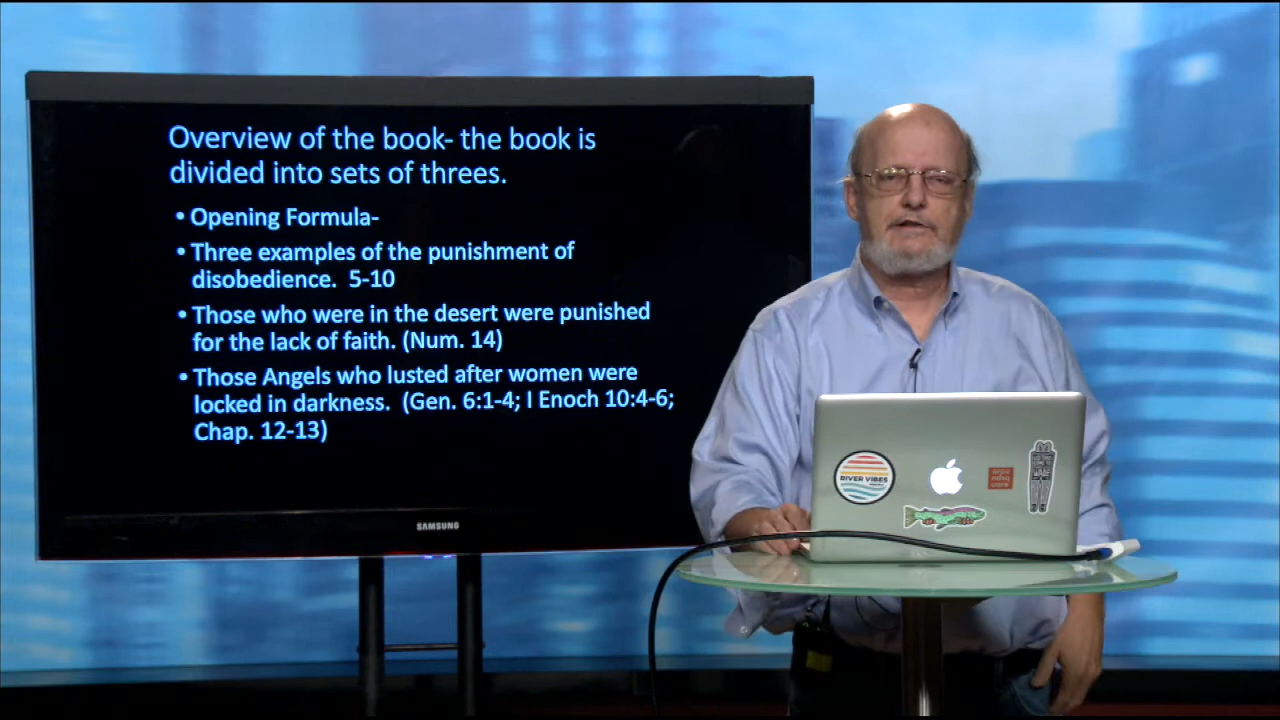 Overview of the book- the book is
divided into sets of threes.
• Opening Formula-
• Three examples of the punishment of
disobedience. 5-10
• Those who were in the desert were punished
for the lack of faith. (Num. 14)
• Those Angels who lusted after women were
locked in darkness. (Gen. 6:1-4; I Enoch 10:4-6;
Chap. 12-13)
SAMSUNG
RIVER VIBES